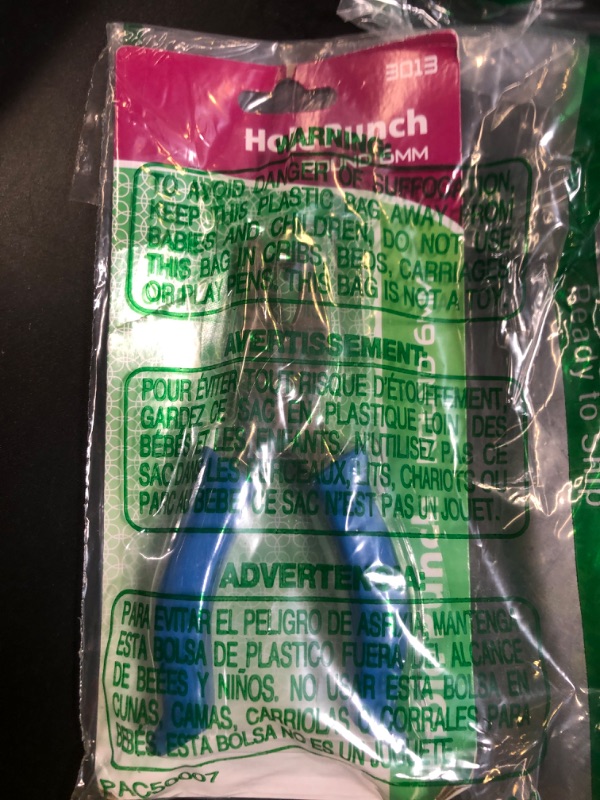 3013
Hole Punch
WARNING:
ROUND 6MM
TO AVOID DANGER OF SUFFOCATION,
KEEP THIS PLASTIC BAG AWAY FROM
BABIES AND CHILDREN. DO NOT USE
THIS BAG IN CRIBS, BEDS, CARRIAGES
OR PLAY PENS. THIS BAG IS NOT A TOY.
AVERTISSEMENT:
POUR ÉVITER TOUT RISQUE D'ÉTOUFFEMENT,
GARDEZ CE SAC EN PLASTIQUE LOIN DES
BÉBÉS ET LES ENFANTS. N'UTILISEZ PAS CE
SAC DANS LES BERCEAUX, LITS, CHARIOTS OU
PARC À BÉBÉ. CE SAC N'EST PAS UN JOUET.
ADVERTENCIA:
PARA EVITAR EL PELIGRO DE ASFIXIA, MANTENGA
ESTA BOLSA DE PLASTICO FUERA DEL ALCANCE
DE BEBES Y NIÑOS. NO USAR ESTA BOLSA EN
CUNAS, CAMAS, CARRIOLAS O CORRALES PARA
BEBÉS. ESTA BOLSA NO ES UN JUGUETE.
PAC50007
Ready to Ship